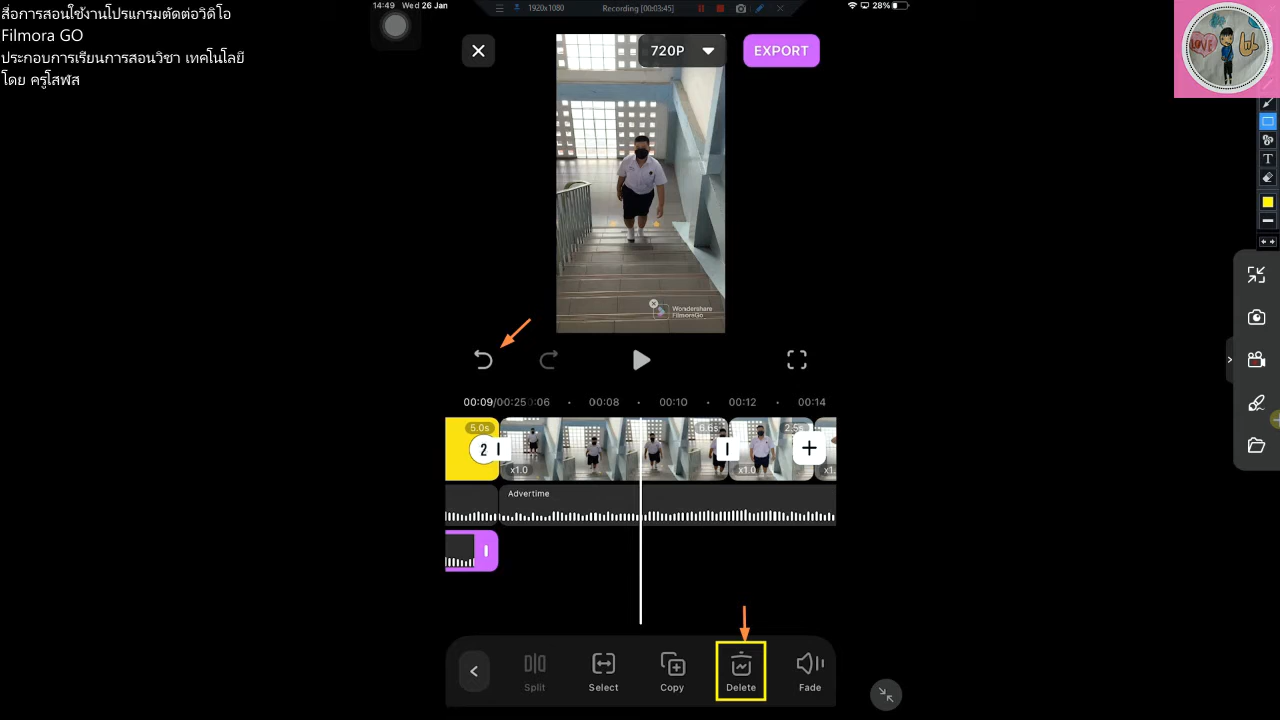 สื่อการสอนใช้งานโปรแกรมตัดต่อวิดิโอ
Filmora GO
ประกอบการเรียนการสอนวิชา เทคโนโลยี
โดย ครูโสฬส
14:49 Wed 26 Jan
1920x1080
Recording [00:03:45]
28%
720P
EXPORT
LOVE
T
Wondershare
FilmoraGo
00:09/00:25 0:06 00:08 00:10 00:12 00:14
5.0s
6.6s
2.5s
2
x1.0
x1.0
x1.
Advertime
Split Select Copy Delete Fade